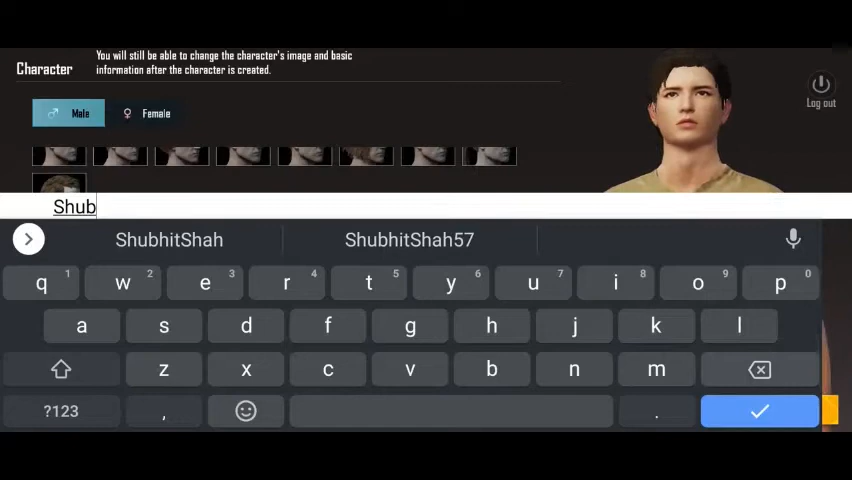 You will still be able to change the character's image and basic
information after the character is created.
Character
Log out
♂ Male ♀ Female
Shub
ShubhitShah ShubhitShah57
q 1 w 2 e 3 r 4 t 5 y 6 u 7 i 8 o 9 p 0
a s d f g h j k l
z x c v b n m
?123 , .